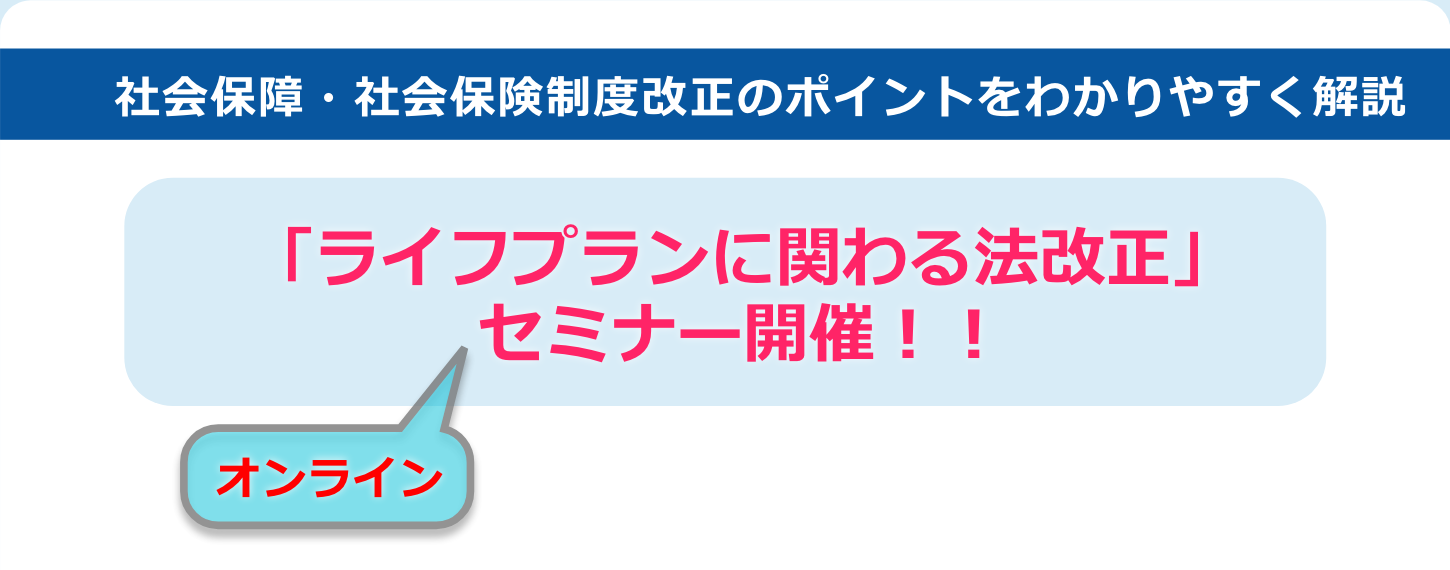 社会保障・社会保険制度改正のポイントをわかりやすく解説
「ライフプランに関わる法改正」
セミナー開催！！
オンライン